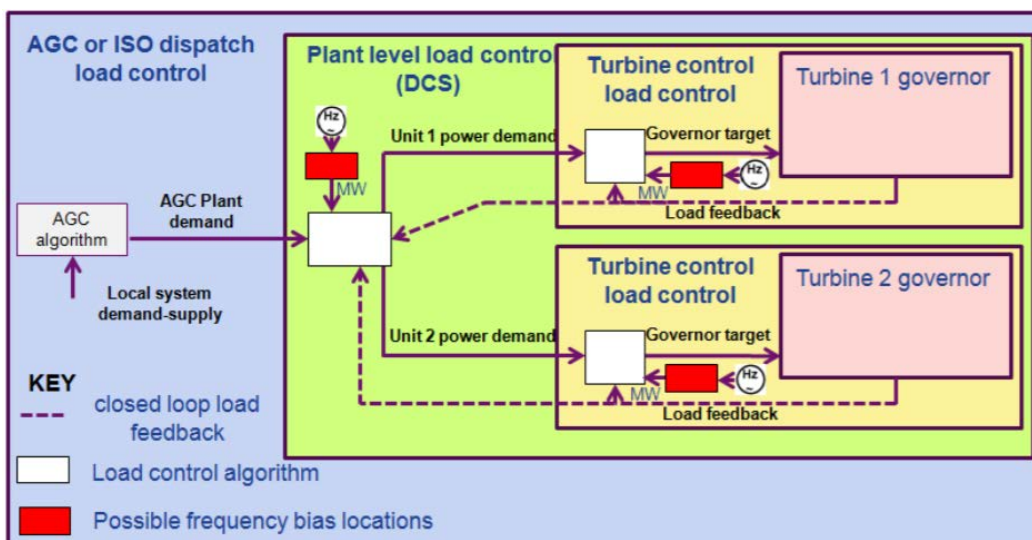 AGC or ISO dispatch
load control
Plant level load control
(DCS)
Turbine control
load control
Turbine 1 governor
Hz
~
Unit 1 power demand
Governor target
MW
Hz
~
MW
Load feedback
AGC Plant
demand
AGC
algorithm
Local system
demand-supply
Turbine control
load control
Turbine 2 governor
Unit 2 power demand
Governor target
Hz
~
MW
Load feedback
KEY
closed loop load
feedback
Load control algorithm
Possible frequency bias locations